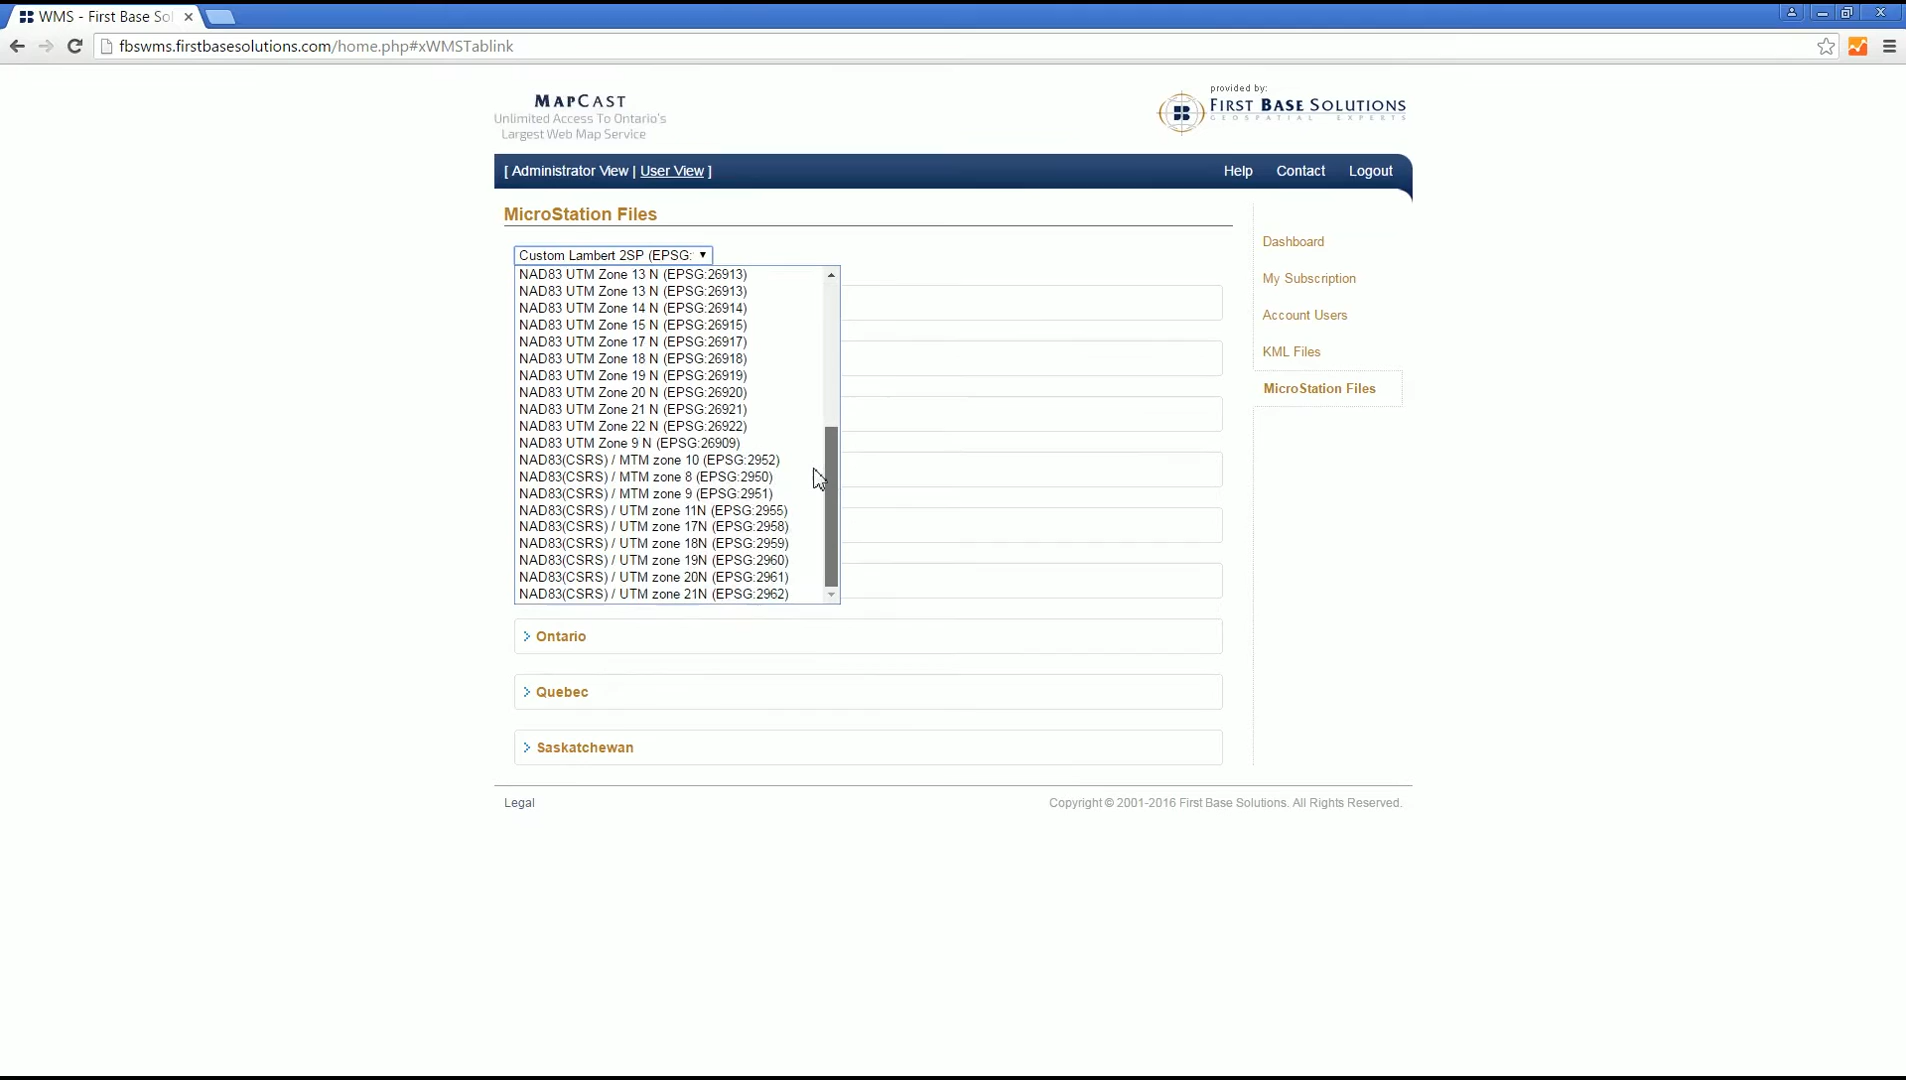 WMS - First Base So
fbswms.firstbasesolutions.com/home.php#xWMSTablink
MAPCAST
Unlimited Access To Ontario's
Largest Web Map Service
provided by:
FIRST BASE SOLUTIONS
GEOSPATIAL EXPERTS
[ Administrator View | User View ]
Help
Contact
Logout
MicroStation Files
Custom Lambert 2SP (EPSG:
NAD83 UTM Zone 13 N (EPSG:26913)
NAD83 UTM Zone 13 N (EPSG:26913)
NAD83 UTM Zone 14 N (EPSG:26914)
NAD83 UTM Zone 15 N (EPSG:26915)
NAD83 UTM Zone 17 N (EPSG:26917)
NAD83 UTM Zone 18 N (EPSG:26918)
NAD83 UTM Zone 19 N (EPSG:26919)
NAD83 UTM Zone 20 N (EPSG:26920)
NAD83 UTM Zone 21 N (EPSG:26921)
NAD83 UTM Zone 22 N (EPSG:26922)
NAD83 UTM Zone 9 N (EPSG:26909)
NAD83(CSRS) / MTM zone 10 (EPSG:2952)
NAD83(CSRS) / MTM zone 8 (EPSG:2950)
NAD83(CSRS) / MTM zone 9 (EPSG:2951)
NAD83(CSRS) / UTM zone 11N (EPSG:2955)
NAD83(CSRS) / UTM zone 17N (EPSG:2958)
NAD83(CSRS) / UTM zone 18N (EPSG:2959)
NAD83(CSRS) / UTM zone 19N (EPSG:2960)
NAD83(CSRS) / UTM zone 20N (EPSG:2961)
NAD83(CSRS) / UTM zone 21N (EPSG:2962)
Ontario
Quebec
Saskatchewan
Dashboard
My Subscription
Account Users
KML Files
MicroStation Files
Legal
Copyright © 2001-2016 First Base Solutions. All Rights Reserved.